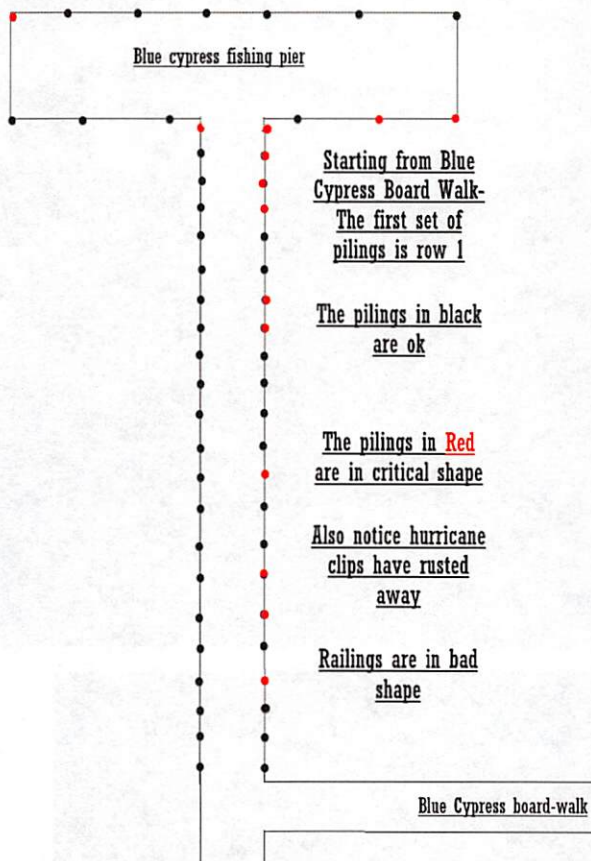 Blue cypress fishing pier
Starting from Blue
Cypress Board Walk-
The first set of
pilings is row 1
The pilings in black
are ok
The pilings in Red
are in critical shape
Also notice hurricane
clips have rusted
away
Railings are in bad
shape
Blue Cypress board-walk